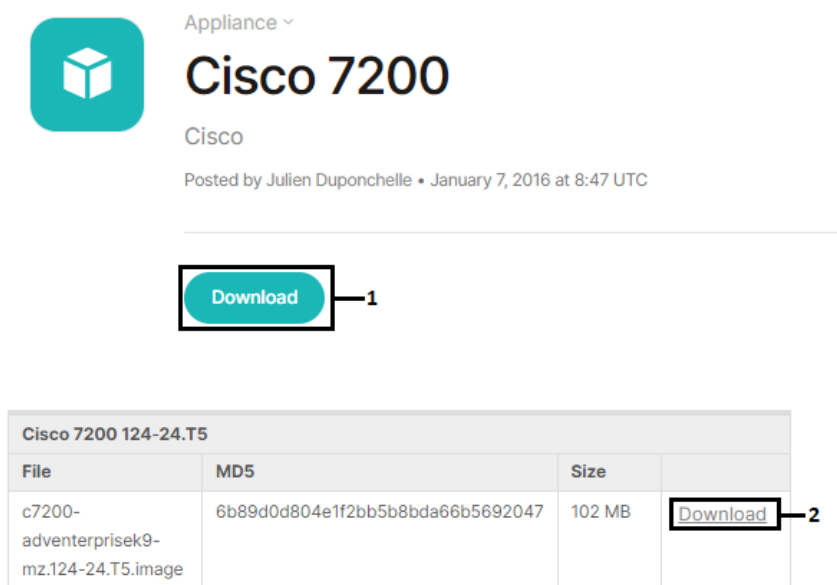 Appliance
Cisco 7200
Cisco
Posted by Julien Duponchelle • January 7, 2016 at 8:47 UTC
Download
1
Cisco 7200 124-24.T5
File MD5 Size
c7200- 6b89d0d804e1f2bb5b8bda66b5692047 102 MB Download 2
adventerprisek9-
mz.124-24.T5.image